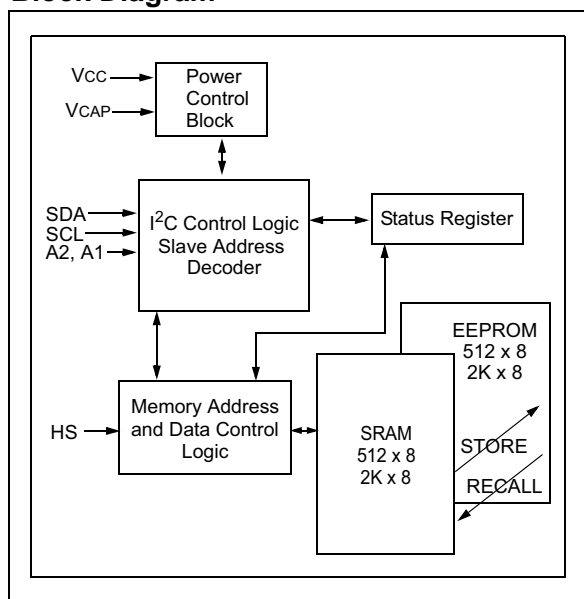 Block Diagram
VCC
VCAP
Power
Control
Block
SDA
SCL
A2, A1
I²C Control Logic
Slave Address
Decoder
Status Register
EEPROM
512 x 8
2K x 8
HS
Memory Address
and Data Control
Logic
SRAM
512 x 8
2K x 8
STORE
RECALL